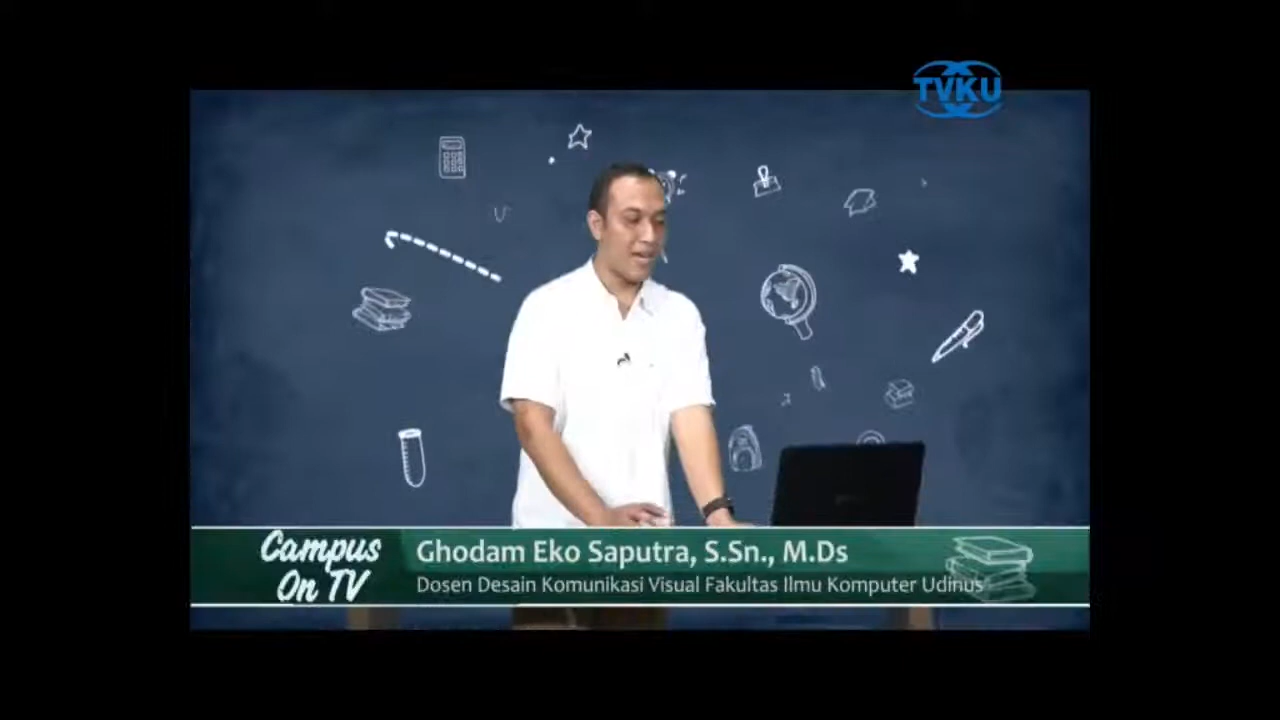 TVKU
Campus
On TV
Ghodam Eko Saputra, S.Sn., M.Ds
Dosen Desain Komunikasi Visual Fakultas Ilmu Komputer Udinus